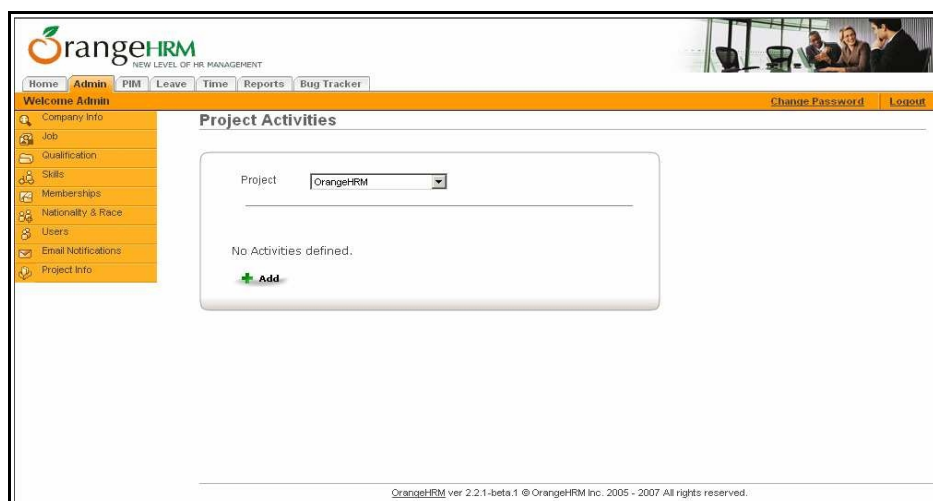 OrangeHRM
NEW LEVEL OF HR MANAGEMENT
Home Admin PIM Leave Time Reports Bug Tracker
Welcome Admin Change Password Logout
Company Info
Job
Qualification
Skills
Memberships
Nationality & Race
Users
Email Notifications
Project Info
Project Activities
Project OrangeHRM
No Activities defined.
Add
OrangeHRM ver 2.2.1-beta.1 © OrangeHRM Inc. 2005 - 2007 All rights reserved.